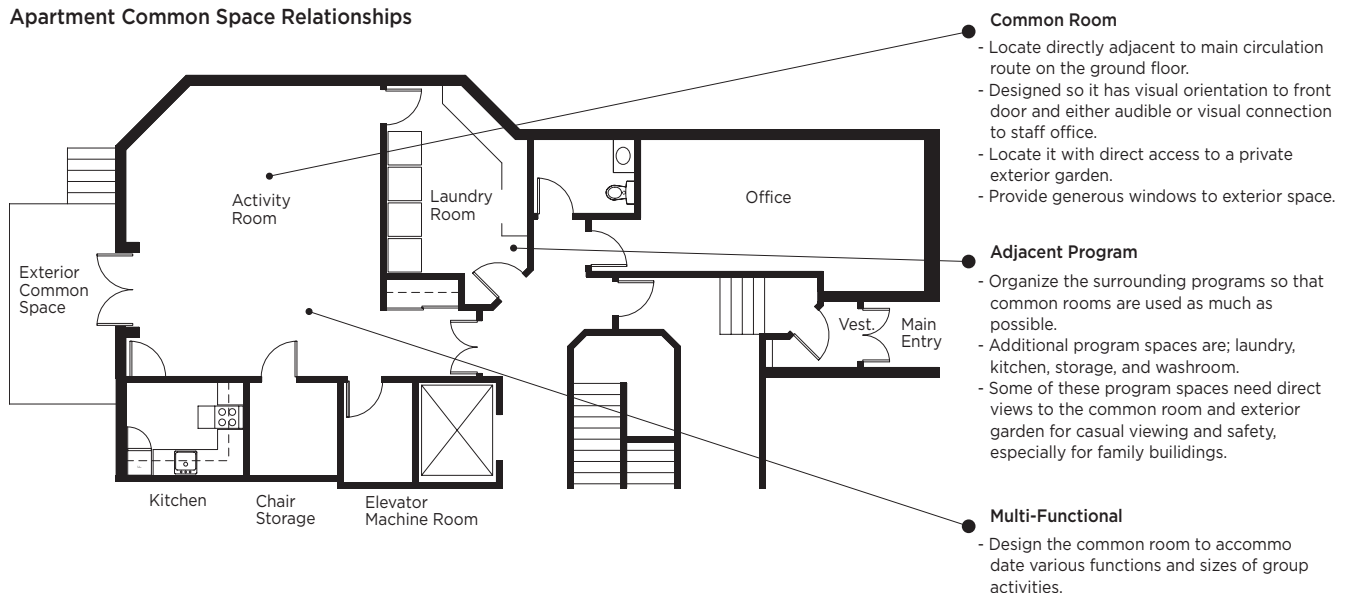 Apartment Common Space Relationships
Activity
Room
Laundry
Room
Office
Exterior
Common
Space
Vest.
Main
Entry
Kitchen
Chair
Storage
Elevator
Machine Room
Common Room
- Locate directly adjacent to main circulation
route on the ground floor.
- Designed so it has visual orientation to front
door and either audible or visual connection
to staff office.
- Locate it with direct access to a private
exterior garden.
- Provide generous windows to exterior space.
Adjacent Program
- Organize the surrounding programs so that
common rooms are used as much as
possible.
- Additional program spaces are; laundry,
kitchen, storage, and washroom.
- Some of these program spaces need direct
views to the common room and exterior
garden for casual viewing and safety,
especially for family builidings.
Multi-Functional
- Design the common room to accommo
date various functions and sizes of group
activities.